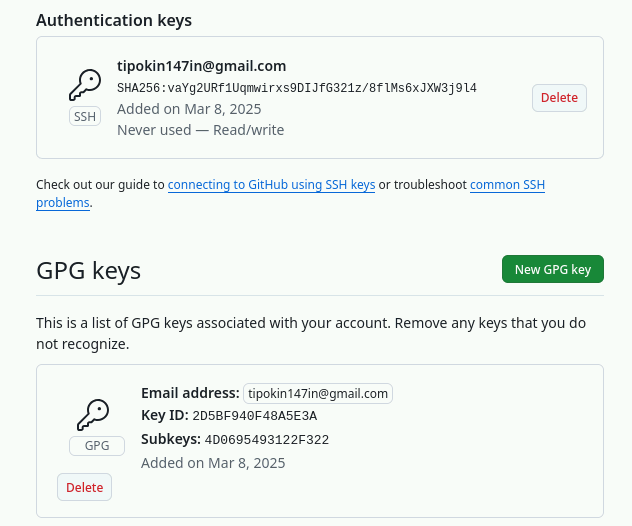 Authentication keys
tipokin147in@gmail.com
SHA256:vaYg2URf1Uqmwirxs9DIJfG321z/8flMs6xJXW3j9l4
SSH
Added on Mar 8, 2025
Never used — Read/write
Delete
Check out our guide to connecting to GitHub using SSH keys or troubleshoot common SSH
problems.
GPG keys
New GPG key
This is a list of GPG keys associated with your account. Remove any keys that you do
not recognize.
Email address: tipokin147in@gmail.com
Key ID: 2D5BF940F48A5E3A
Subkeys: 4D0695493122F322
GPG
Added on Mar 8, 2025
Delete